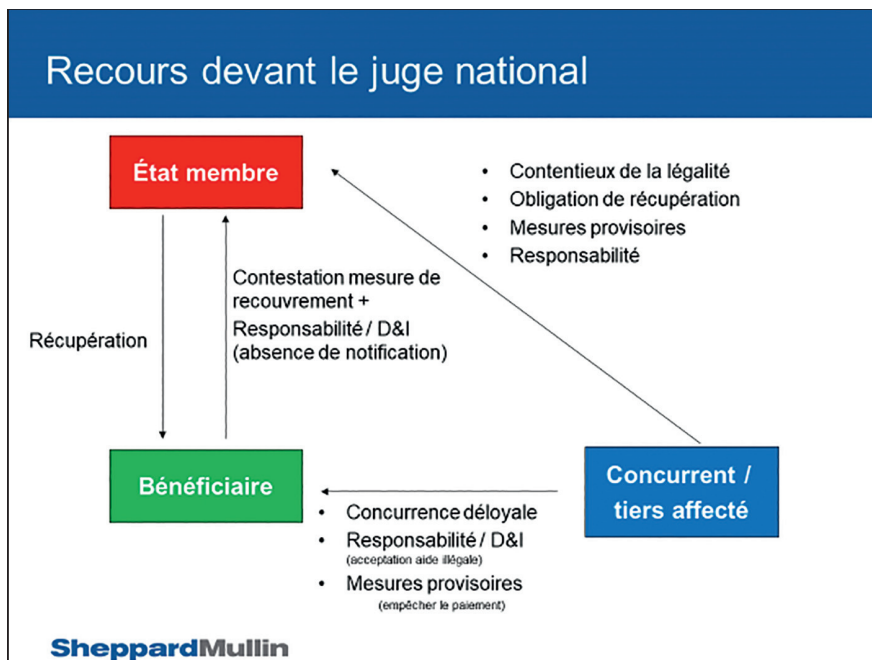 Recours devant le juge national
État membre
• Contentieux de la légalité
• Obligation de récupération
• Mesures provisoires
• Responsabilité
Contestation mesure de
recouvrement +
Responsabilité / D&I
(absence de notification)
Récupération
Bénéficiaire
Concurrent /
tiers affecté
• Concurrence déloyale
• Responsabilité / D&I
(acceptation aide illégale)
• Mesures provisoires
(empêcher le paiement)
SheppardMullin